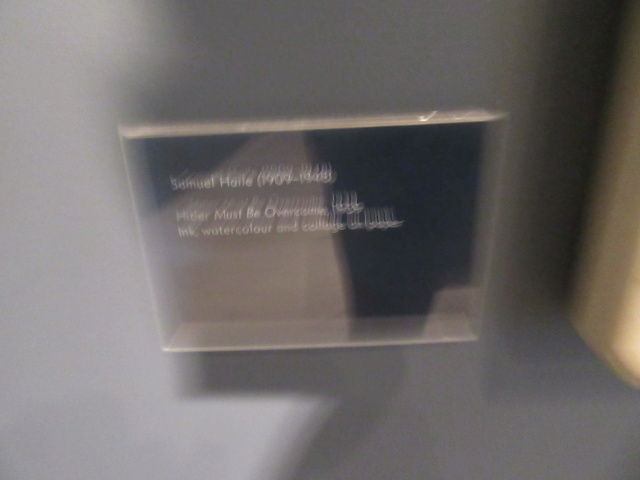 Samuel Haile (1909–1948)
Hitler Must Be Overcome,
Ink, watercolour and collage on paper